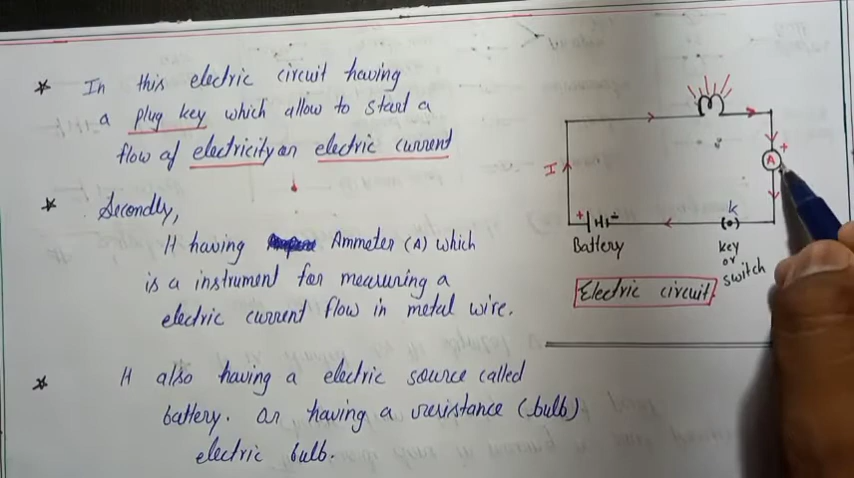 * In this electric circuit having
a plug key which allow to start a
flow of electricity or electric current
* Secondly,
It having Ammeter (A) which
is a instrument for measuring a
electric current flow in metal wire.
* It also having a electric source called
battery. or having a resistance (bulb)
electric bulb.
I
A
+
+
-
Battery
K
key
or
switch
Electric circuit.